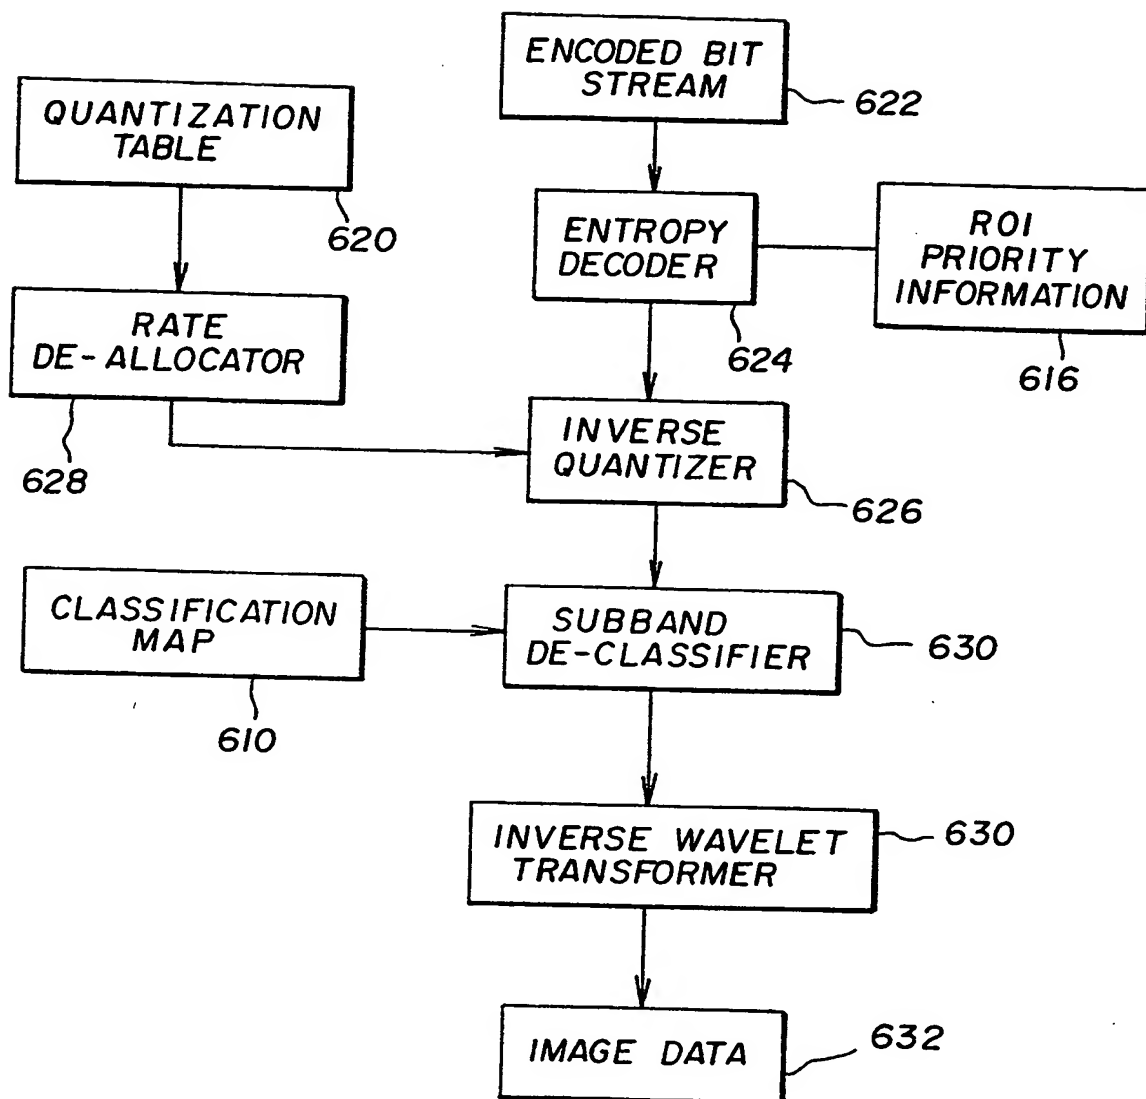 ENCODED BIT
STREAM
622
QUANTIZATION
TABLE
620
ENTROPY
DECODER
624
ROI
PRIORITY
INFORMATION
616
RATE
DE-ALLOCATOR
628
INVERSE
QUANTIZER
626
CLASSIFICATION
MAP
610
SUBBAND
DE-CLASSIFIER
630
INVERSE WAVELET
TRANSFORMER
630
IMAGE DATA
632